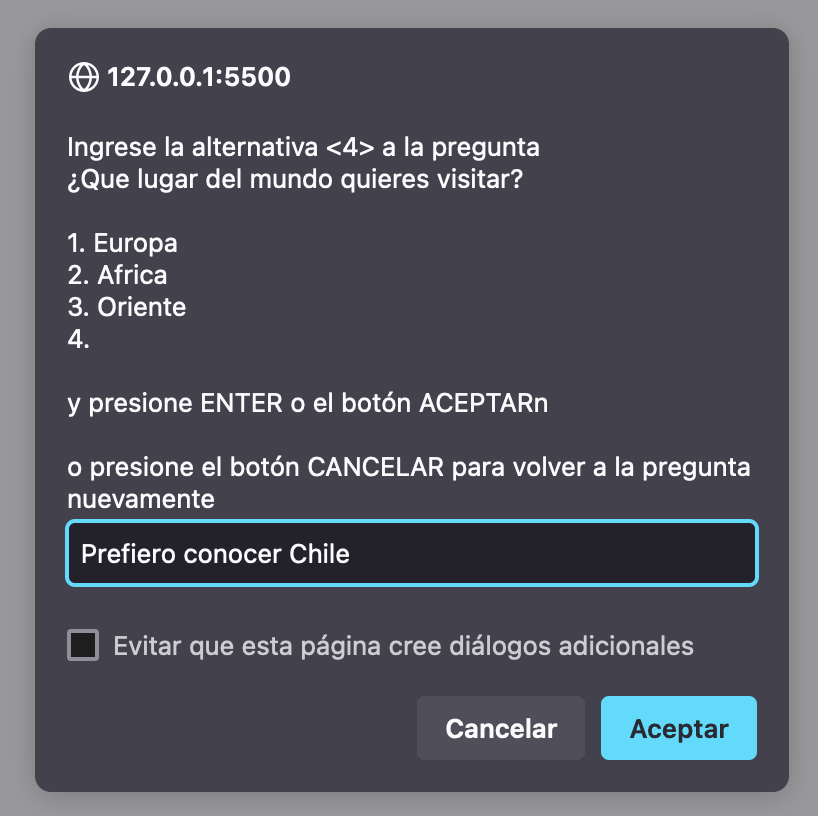 127.0.0.1:5500
Ingrese la alternativa <4> a la pregunta
¿Que lugar del mundo quieres visitar?
1. Europa
2. Africa
3. Oriente
4.
y presione ENTER o el botón ACEPTARn
o presione el botón CANCELAR para volver a la pregunta
nuevamente
Prefiero conocer Chile
Evitar que esta página cree diálogos adicionales
Cancelar
Aceptar